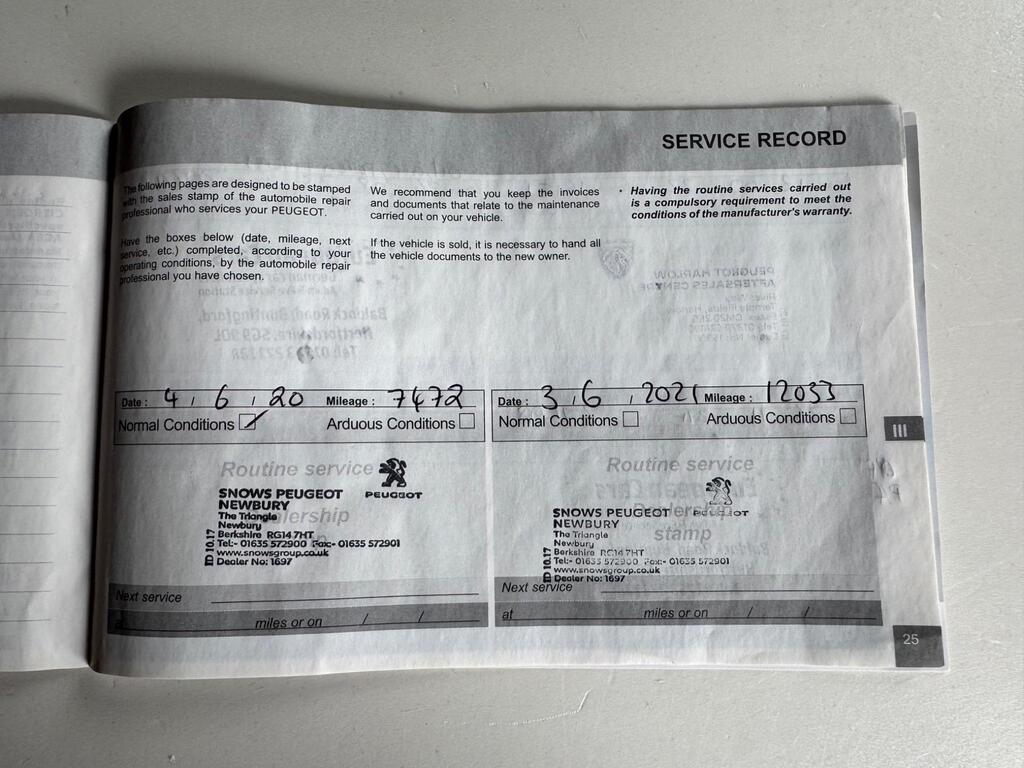 SERVICE RECORD
The following pages are designed to be stamped
with the sales stamp of the automobile repair
professional who services your PEUGEOT.
Have the boxes below (date, mileage, next
service, etc.) completed, according to your
operating conditions, by the automobile repair
professional you have chosen.
We recommend that you keep the invoices
and documents that relate to the maintenance
carried out on your vehicle.
If the vehicle is sold, it is necessary to hand all
the vehicle documents to the new owner.
• Having the routine services carried out
is a compulsory requirement to meet the
conditions of the manufacturer's warranty.
Date : 4 / 6 / 20 Mileage : 7472
Normal Conditions Arduous Conditions
Routine service
PEUGEOT
SNOWS PEUGEOT
NEWBURY
The Triangle
Newbury
Berkshire RG14 7HT
Tel:- 01635 572900 Fax:- 01635 572901
www.snowsgroup.co.uk
Dealer No: 1697
ED 10.17
Next service
at miles or on / /
Date : 3 / 6 / 2021 Mileage : 12033
Normal Conditions Arduous Conditions
Routine service
stamp
PEUGEOT
SNOWS PEUGEOT
NEWBURY
The Triangle
Newbury
Berkshire RG14 7HT
Tel:- 01635 572900 Fax:- 01635 572901
www.snowsgroup.co.uk
Dealer No: 1697
ED 10.17
Next service
at miles or on / /
III
25